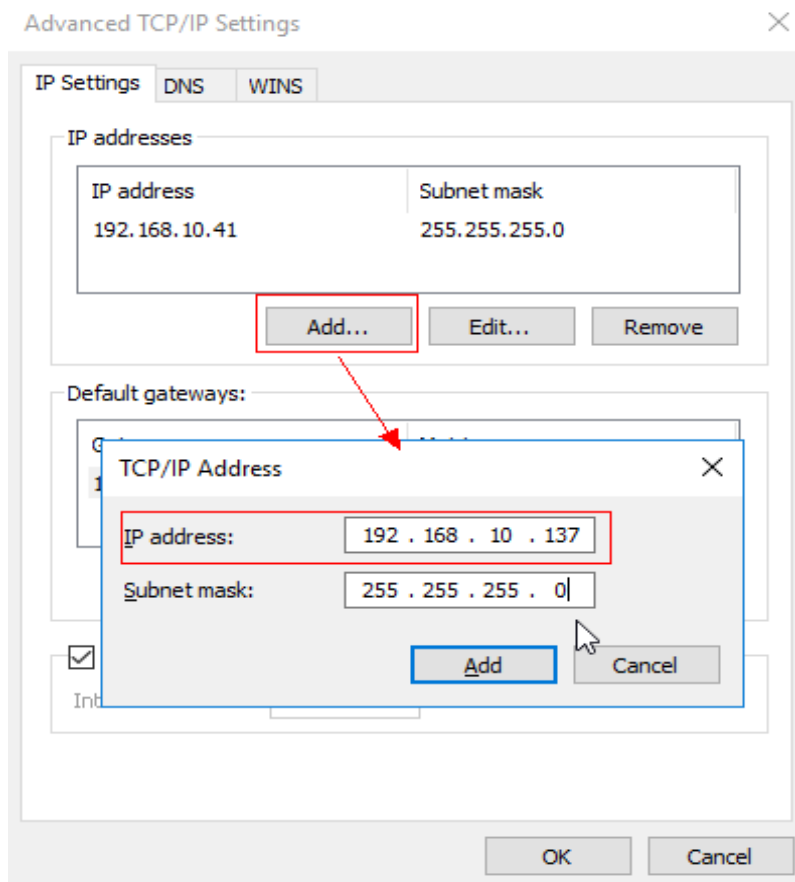 Advanced TCP/IP Settings
IP Settings DNS WINS
IP addresses
IP address Subnet mask
192.168.10.41 255.255.255.0
Add... Edit... Remove
Default gateways:
TCP/IP Address
IP address: 192 . 168 . 10 . 137
Subnet mask: 255 . 255 . 255 . 0
Add Cancel
OK Cancel